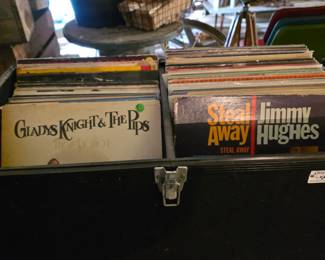 GLADYS KNIGHT & THE PIPS
Steal Away
Jimmy Hughes
STEAL AWAY